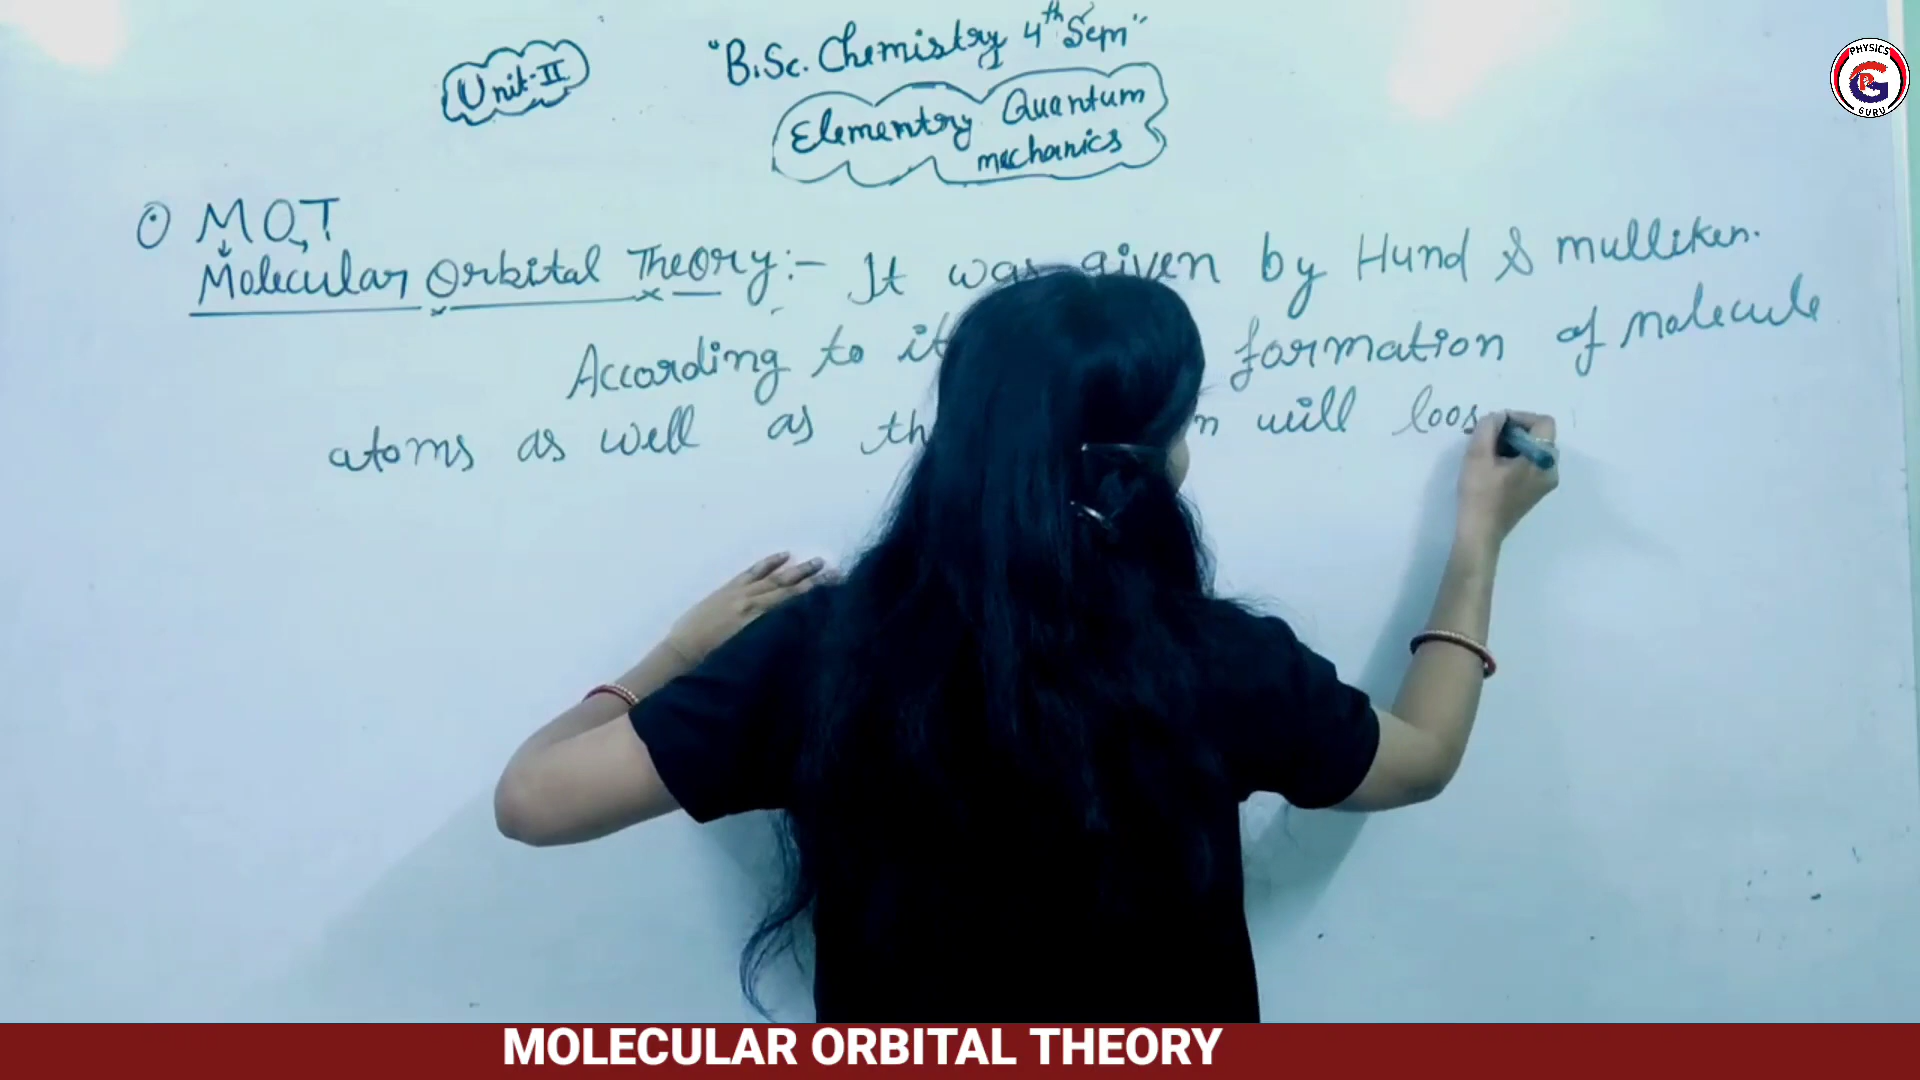 Unit-II
"B.Sc. Chemistry 4th Sem"
Elementry Quantum
mechanics
MOT
Molecular Orbital Theory:- It was given by Hund & mulliken.
According to it formation of molecule
atoms as well as will loos
PHYSICS
GURU
MOLECULAR ORBITAL THEORY